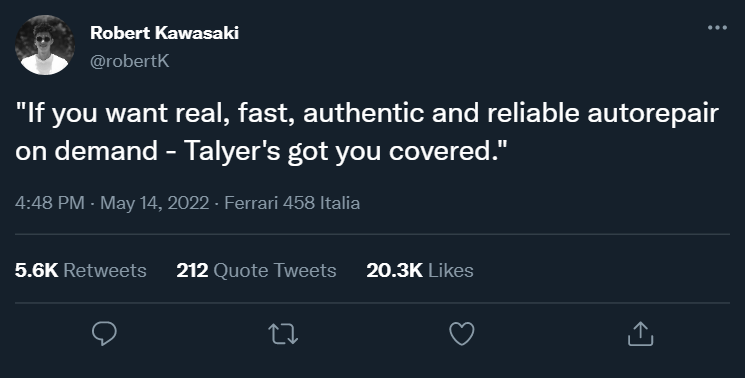 Robert Kawasaki
@robertK
"If you want real, fast, authentic and reliable autorepair
on demand - Talyer's got you covered."
4:48 PM · May 14, 2022 · Ferrari 458 Italia
5.6K Retweets 212 Quote Tweets 20.3K Likes